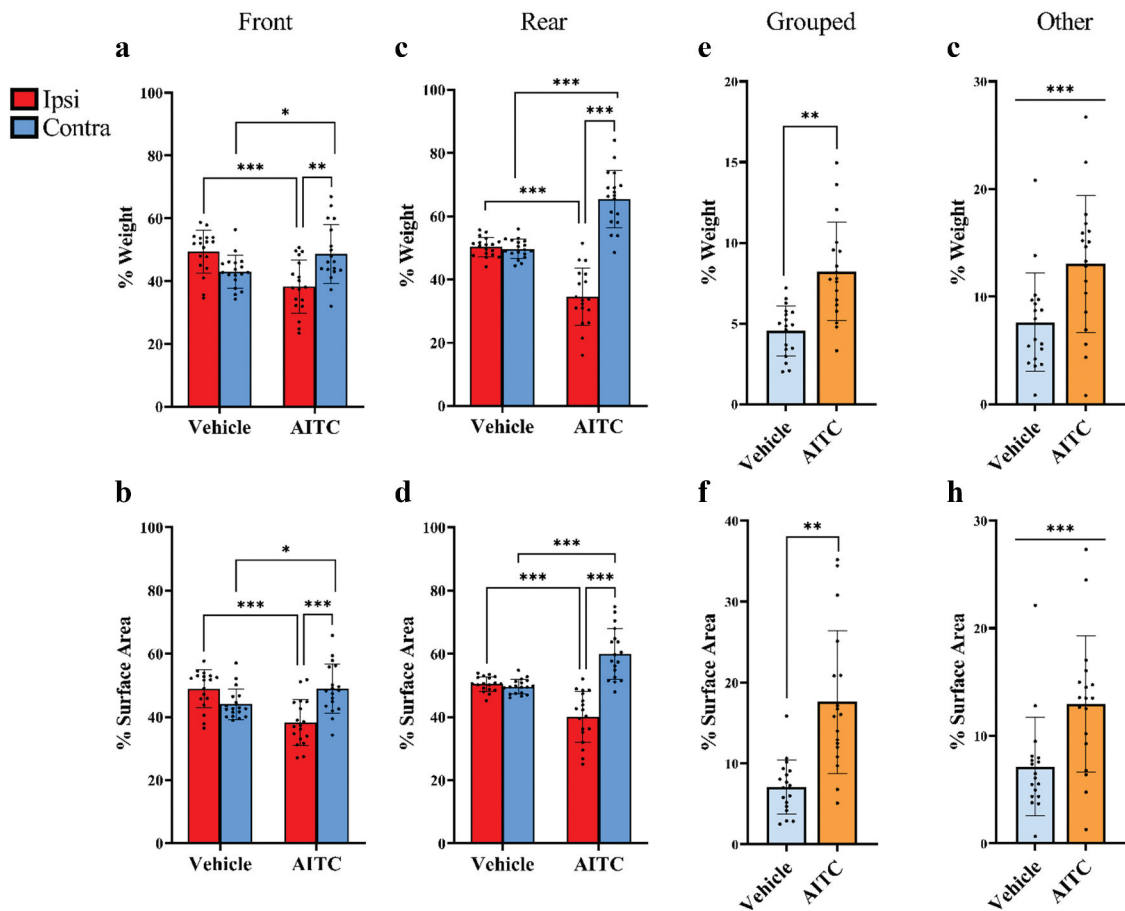 Front
Rear
Grouped
Other
Ipsi
Contra
a
% Weight
100
80
60
40
20
0
***
*
**
Vehicle
AITC
c
% Weight
100
80
60
40
20
0
***
***
***
Vehicle
AITC
e
% Weight
20
15
10
5
0
**
Vehicle
AITC
c
% Weight
30
20
10
0
***
Vehicle
AITC
b
% Surface Area
100
80
60
40
20
0
***
*
***
Vehicle
AITC
d
% Surface Area
100
80
60
40
20
0
***
***
***
Vehicle
AITC
f
% Surface Area
40
30
20
10
0
**
Vehicle
AITC
h
% Surface Area
30
20
10
0
***
Vehicle
AITC